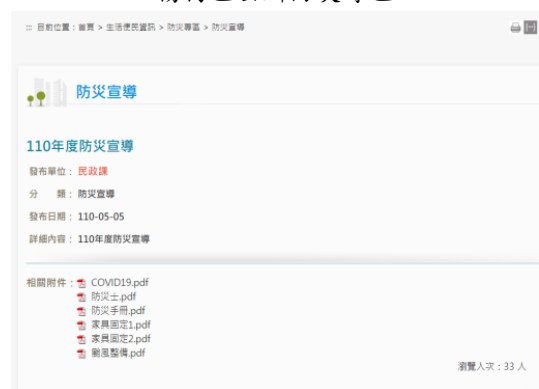 ::: 目前位置：首頁 > 生活便民資訊 > 防災專區 > 防災宣導
防災宣導
110年度防災宣導
發布單位：民政課
分　類：防災宣導
發布日期：110-05-05
詳細內容：110年度防災宣導
相關附件：COVID19.pdf
防災士.pdf
防災手冊.pdf
家具固定1.pdf
家具固定2.pdf
颱風整備.pdf
瀏覽人次：33 人